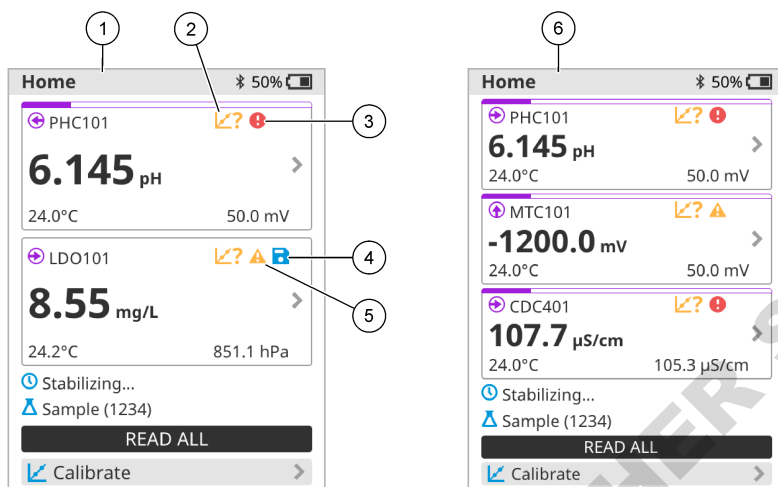 1
2
6
Home 50%
PHC101 ? !
3
6.145 pH
24.0°C 50.0 mV
LDO101 ? !
4
8.55 mg/L
5
24.2°C 851.1 hPa
Stabilizing...
Sample (1234)
READ ALL
Calibrate
Home 50%
PHC101 ? !
6.145 pH
24.0°C 50.0 mV
MTC101 ? !
-1200.0 mV
24.0°C 50.0 mV
CDC401 ? !
107.7 µS/cm
24.0°C 105.3 µS/cm
Stabilizing...
Sample (1234)
READ ALL
Calibrate